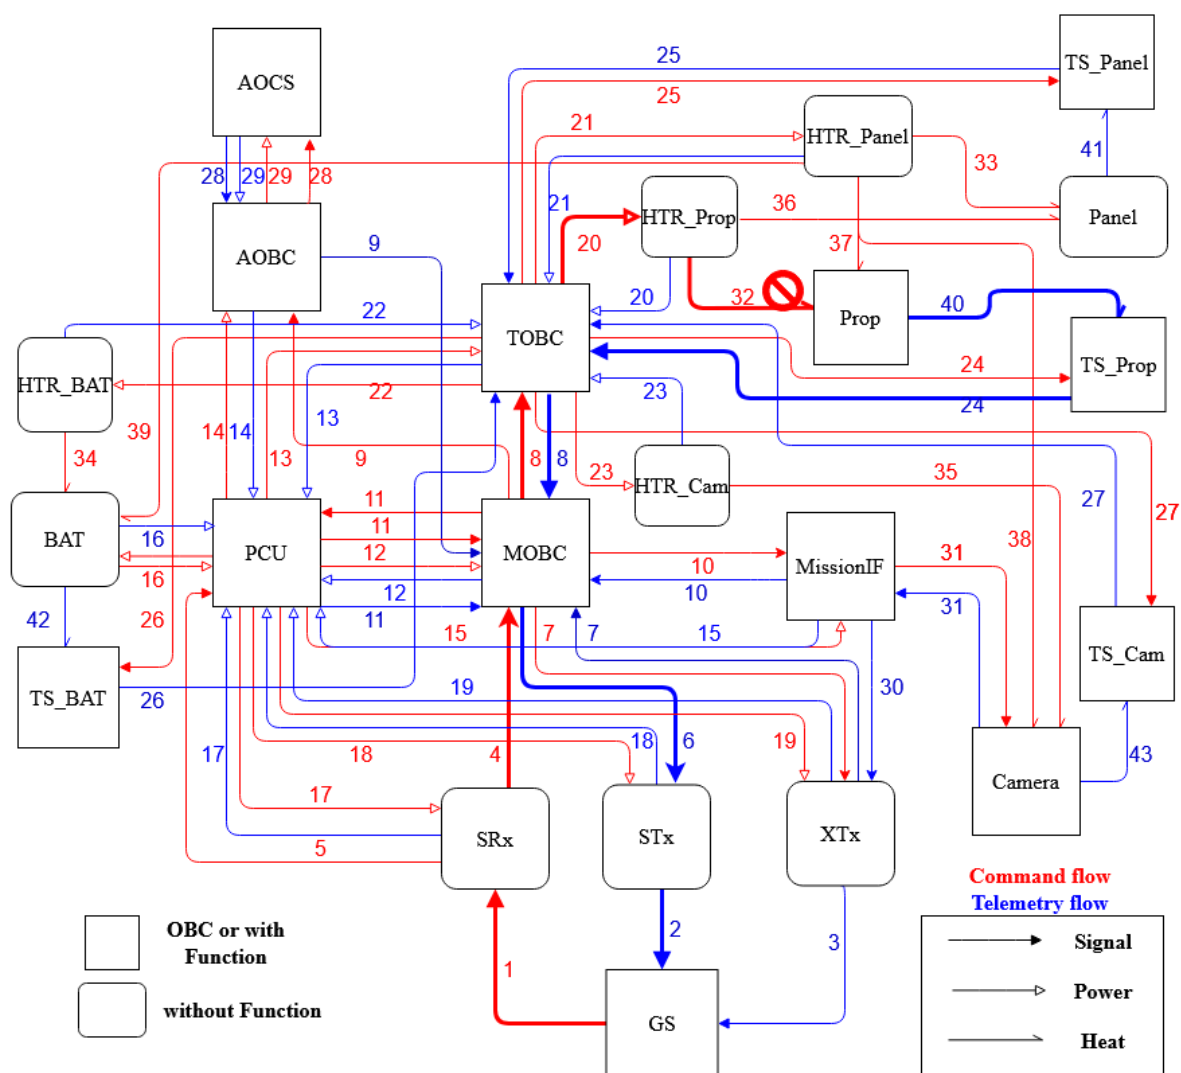 25
TS_Panel
AOCS
25
21
HTR_Panel
41
33
28
29
29
28
21
HTR_Prop
36
Panel
9
20
37
AOBC
22
20
32
40
Prop
TOBC
TS_Prop
24
HTR_BAT
22
23
24
39
14
14
13
13
9
8
8
34
23
HTR_Cam
35
11
27
27
BAT
16
PCU
11
MOBC
38
12
MissionIF
10
31
16
12
10
31
42
26
11
15
7
7
15
TS_Cam
TS_BAT
26
19
30
17
18
4
18
6
19
43
Camera
17
SRx
STx
XTx
5
Command flow
Telemetry flow
OBC or with
Function
2
3
Signal
1
Power
without Function
GS
Heat